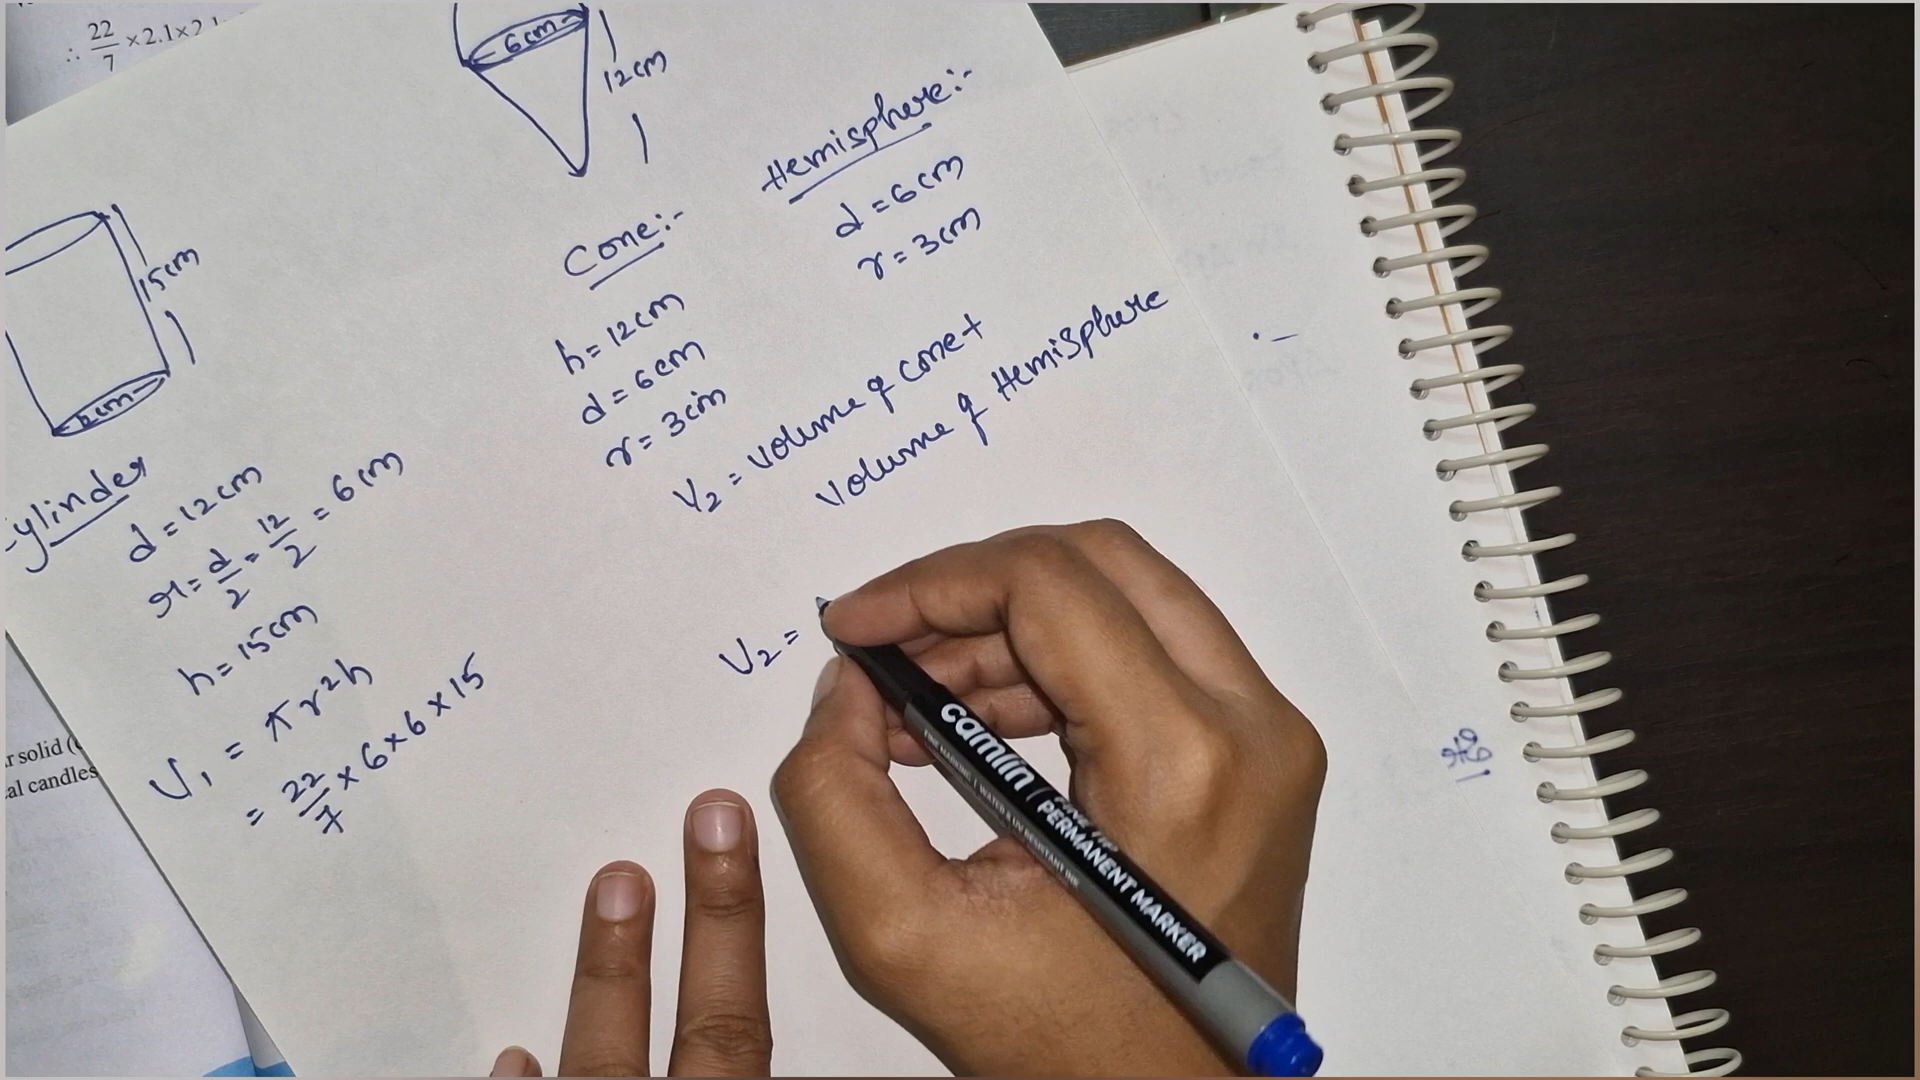 ∴ 22/7 ×2.1×2.1
6cm
12cm
15cm
12cm
Cylinder
d = 12cm
r = d/2 = 12/2 = 6cm
h = 15cm
V₁ = πr²h
= 22/7 × 6 × 6 × 15
Cone:-
h = 12cm
d = 6cm
r = 3cm
Hemisphere:-
d = 6cm
r = 3cm
V₂ = Volume of Cone +
Volume of Hemisphere
V₂ =
r solid (
al candles
camlin
PERMANENT MARKER